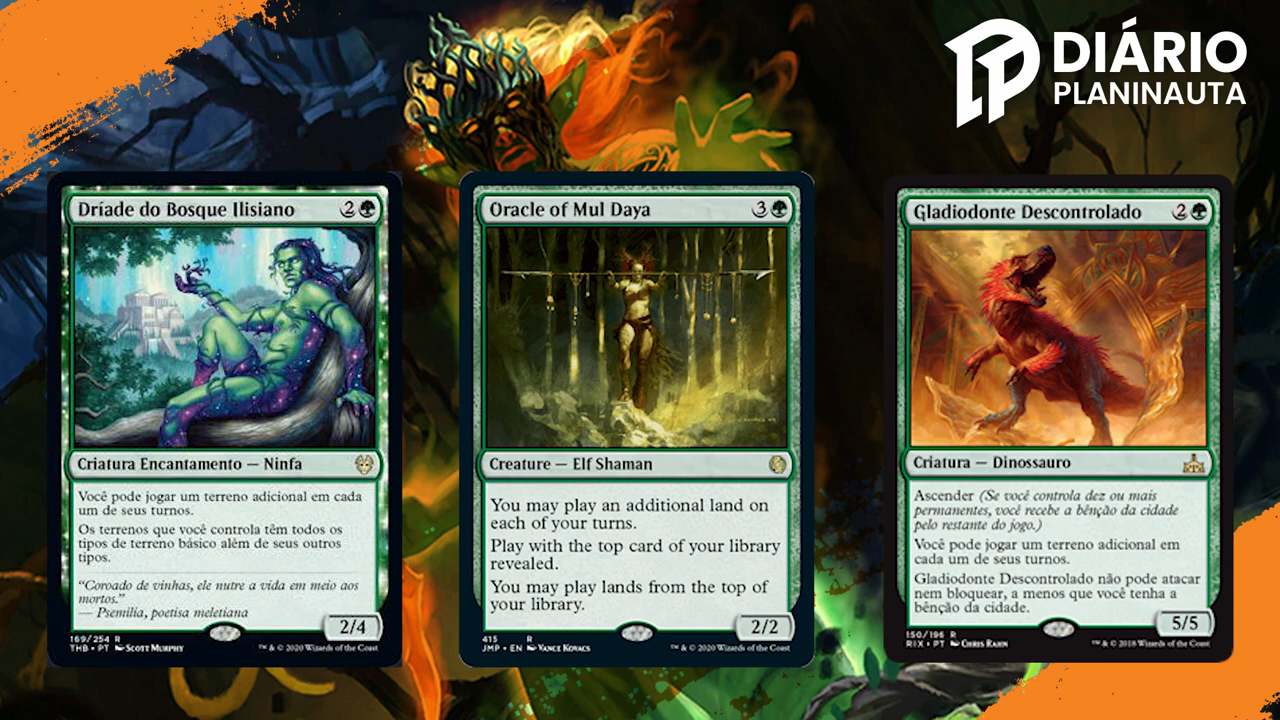 DIÁRIO
PLANINAUTA
Dríade do Bosque Ilisiano 2
Criatura Encantamento — Ninfa
Você pode jogar um terreno adicional em cada
um de seus turnos.
Os terrenos que você controla têm todos os
tipos de terreno básico além de seus outros
tipos.
“Coroado de vinhas, ele nutre a vida em meio aos
mortos.”
— Psemilia, poetisa meletiana
2/4
169/254 R
THB • PT Scott Murphy
™ & © 2020 Wizards of the Coast
Oracle of Mul Daya 3
Creature — Elf Shaman
You may play an additional land on
each of your turns.
Play with the top card of your library
revealed.
You may play lands from the top of
your library.
2/2
415 R
JMP • EN Vance Kovacs
™ & © 2020 Wizards of the Coast
Gladiodonte Descontrolado 2
Criatura — Dinossauro
Ascender (Se você controla dez ou mais
permanentes, você recebe a bênção da cidade
pelo restante do jogo.)
Você pode jogar um terreno adicional em
cada um de seus turnos.
Gladiodonte Descontrolado não pode atacar
nem bloquear, a menos que você tenha a
bênção da cidade.
5/5
150/196 R
RIX • PT Chris Rahn
™ & © 2018 Wizards of the Coast